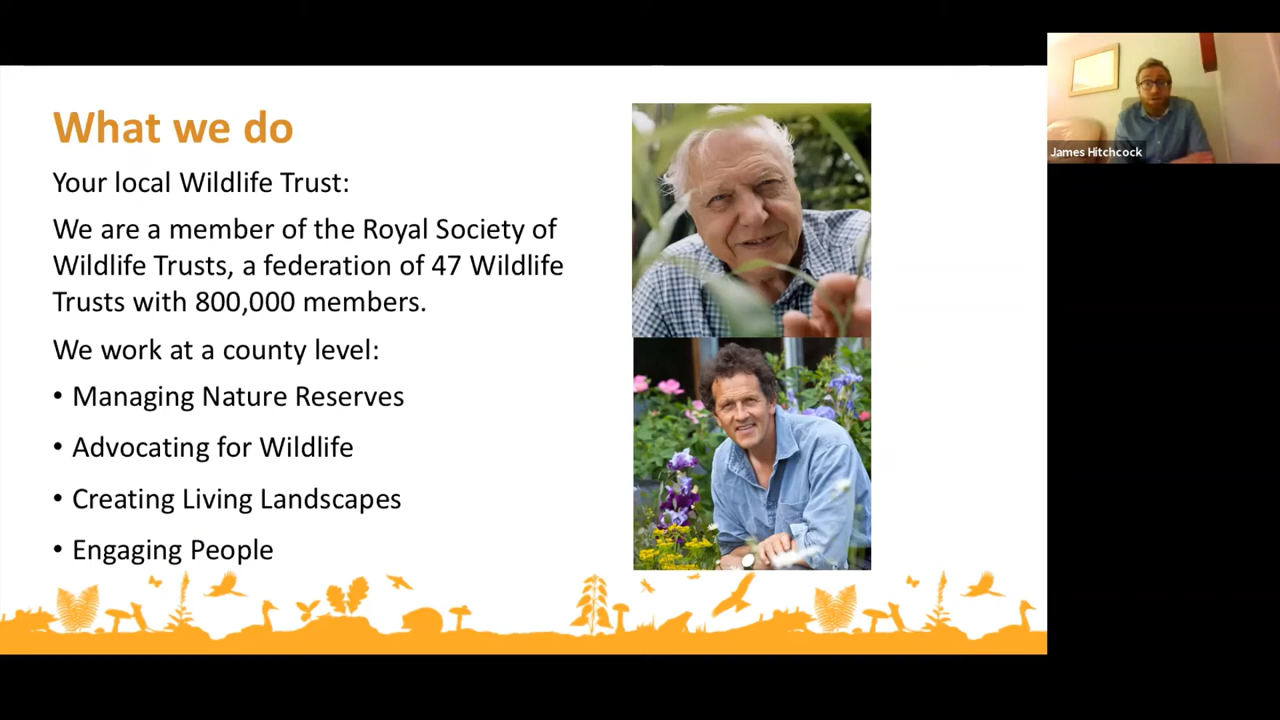 What we do
Your local Wildlife Trust:
We are a member of the Royal Society of
Wildlife Trusts, a federation of 47 Wildlife
Trusts with 800,000 members.
We work at a county level:
• Managing Nature Reserves
• Advocating for Wildlife
• Creating Living Landscapes
• Engaging People
James Hitchcock